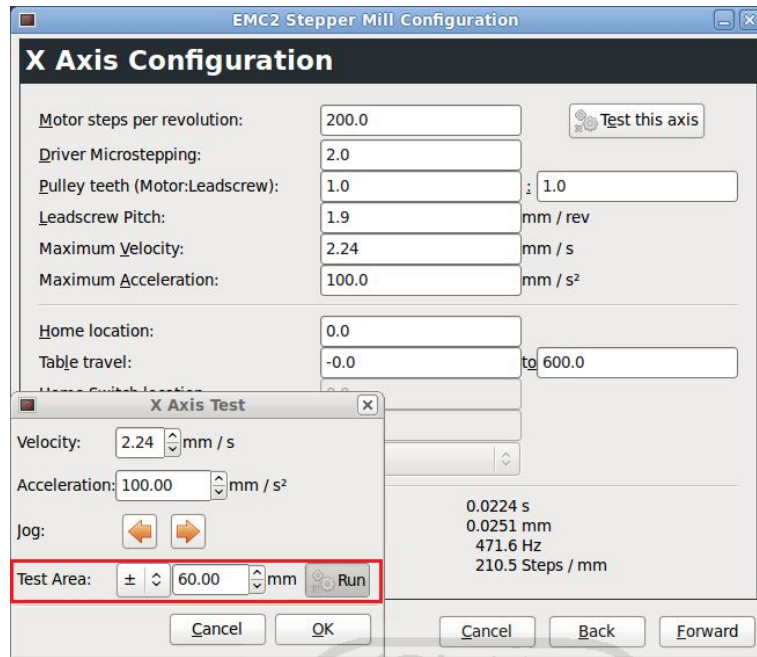 EMC2 Stepper Mill Configuration
X Axis Configuration
Motor steps per revolution: 200.0 Test this axis
Driver Microstepping: 2.0
Pulley teeth (Motor:Leadscrew): 1.0 : 1.0
Leadscrew Pitch: 1.9 mm / rev
Maximum Velocity: 2.24 mm / s
Maximum Acceleration: 100.0 mm / s²
Home location: 0.0
Table travel: -0.0 to 600.0
X Axis Test
Velocity: 2.24 mm / s
Acceleration: 100.00 mm / s²
Jog:
Test Area: ± 60.00 mm Run
Cancel OK
0.0224 s
0.0251 mm
471.6 Hz
210.5 Steps / mm
Cancel Back Forward